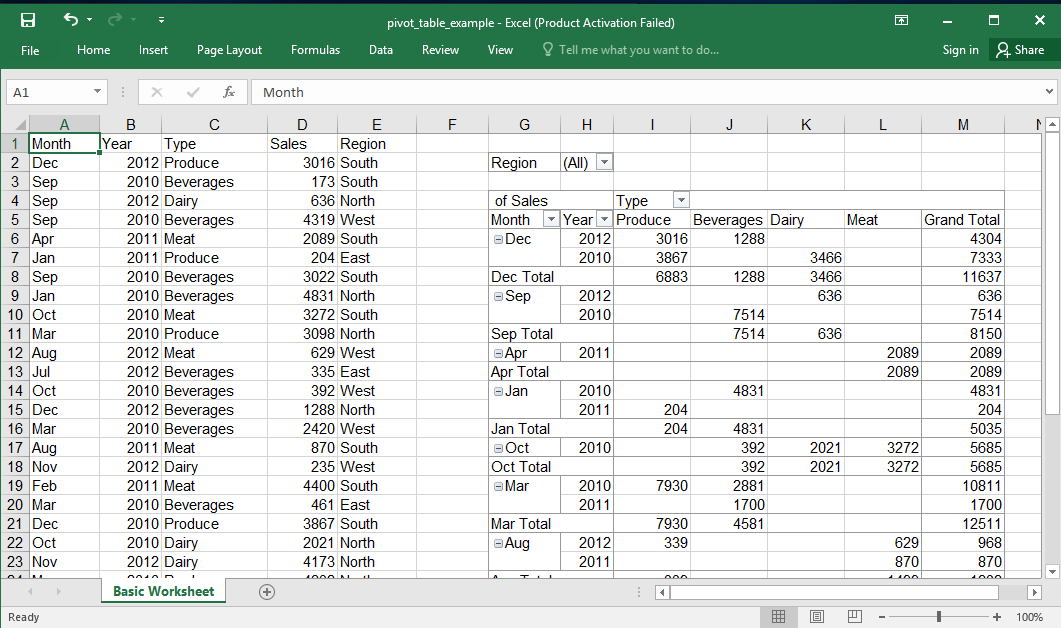 pivot_table_example - Excel (Product Activation Failed)
File Home Insert Page Layout Formulas Data Review View Tell me what you want to do... Sign in Share
A1 fx Month
A B C D E F G H I J K L M
1 Month Year Type Sales Region
2 Dec 2012 Produce 3016 South Region (All)
3 Sep 2010 Beverages 173 South
4 Sep 2012 Dairy 636 North of Sales Type
5 Sep 2010 Beverages 4319 West Month Year Produce Beverages Dairy Meat Grand Total
6 Apr 2011 Meat 2089 South Dec 2012 3016 1288 4304
7 Jan 2011 Produce 204 East 2010 3867 3466 7333
8 Sep 2010 Beverages 3022 South Dec Total 6883 1288 3466 11637
9 Jan 2010 Beverages 4831 North Sep 2012 636 636
10 Oct 2010 Meat 3272 South 2010 7514 7514
11 Mar 2010 Produce 3098 North Sep Total 7514 636 8150
12 Aug 2012 Meat 629 West Apr 2011 2089 2089
13 Jul 2012 Beverages 335 East Apr Total 2089 2089
14 Oct 2010 Beverages 392 West Jan 2010 4831 4831
15 Dec 2012 Beverages 1288 North 2011 204 204
16 Mar 2010 Beverages 2420 West Jan Total 204 4831 5035
17 Aug 2011 Meat 870 South Oct 2010 392 2021 3272 5685
18 Nov 2012 Dairy 235 West Oct Total 392 2021 3272 5685
19 Feb 2011 Meat 4400 South Mar 2010 7930 2881 10811
20 Mar 2010 Beverages 461 East 2011 1700 1700
21 Dec 2010 Produce 3867 South Mar Total 7930 4581 12511
22 Oct 2010 Dairy 2021 North Aug 2012 339 629 968
23 Nov 2012 Dairy 4173 North 2011 870 870
Basic Worksheet
Ready 100%